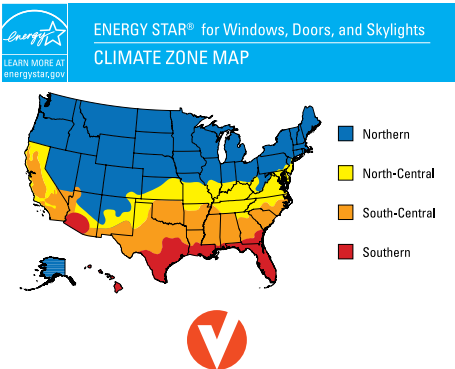 energy
LEARN MORE AT
energystar.gov
ENERGY STAR® for Windows, Doors, and Skylights
CLIMATE ZONE MAP
Northern
North-Central
South-Central
Southern
V